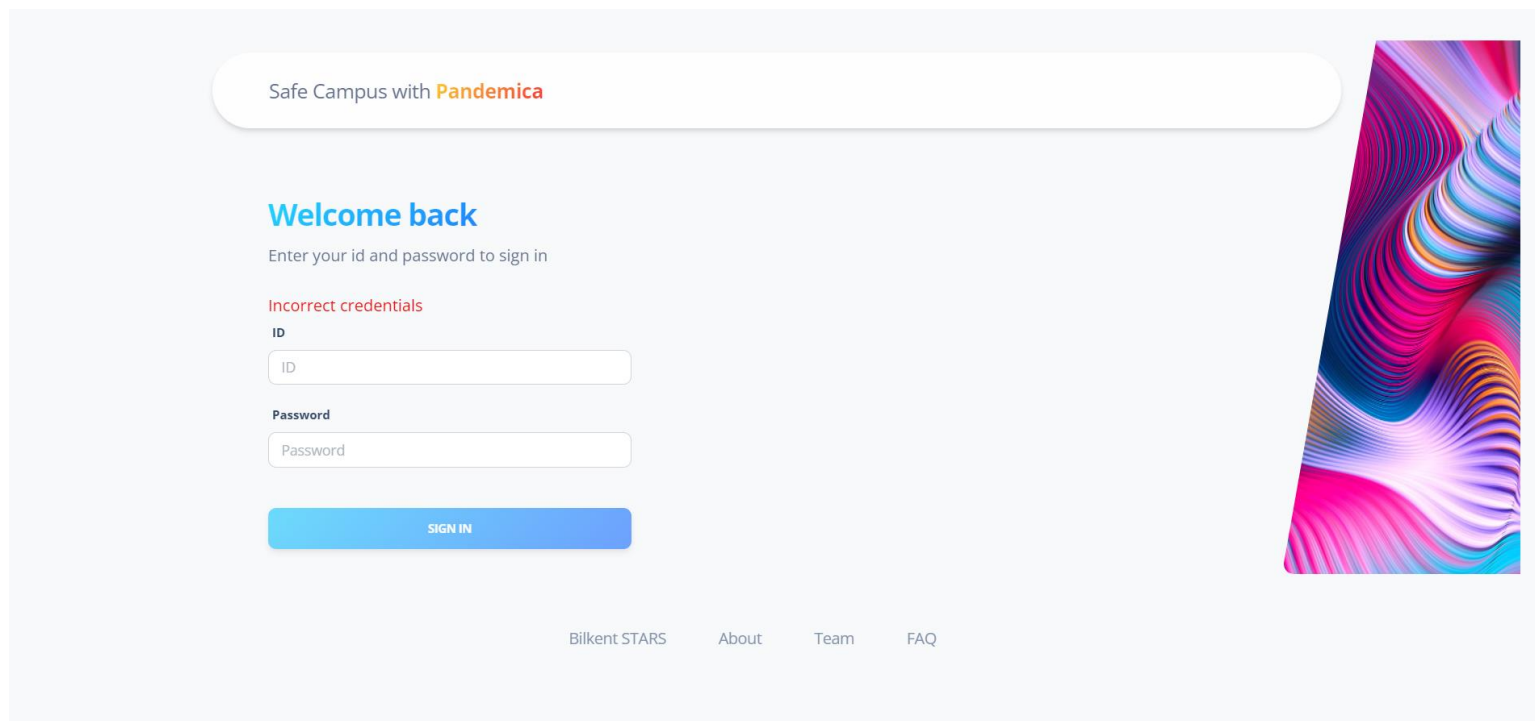 Safe Campus with Pandemica
Welcome back
Enter your id and password to sign in
Incorrect credentials
ID
ID
Password
Password
SIGN IN
Bilkent STARS About Team FAQ